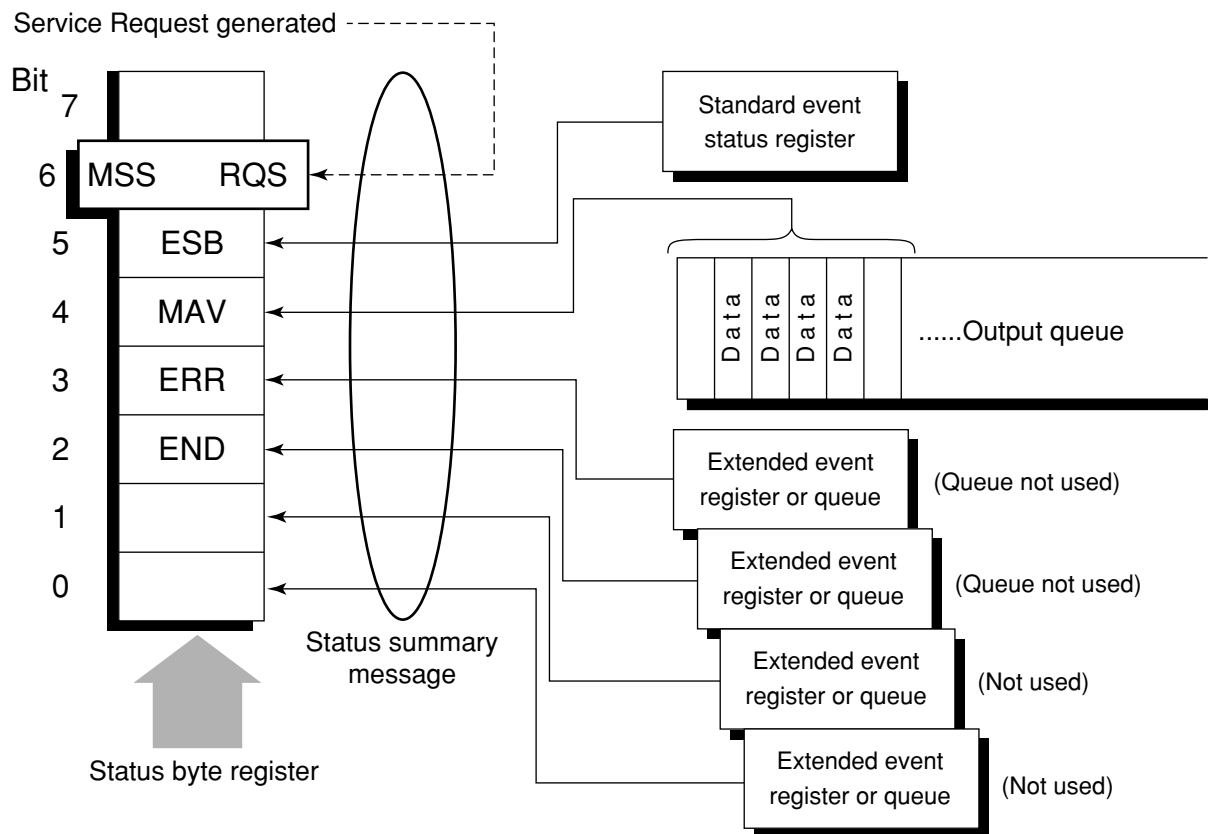 Service Request generated
Bit
7
6 MSS RQS
5 ESB
4 MAV
3 ERR
2 END
1
0
Status summary
message
Status byte register
Standard event
status register
Data Data Data Data ......Output queue
Extended event
register or queue
(Queue not used)
Extended event
register or queue
(Queue not used)
Extended event
register or queue
(Not used)
Extended event
register or queue
(Not used)